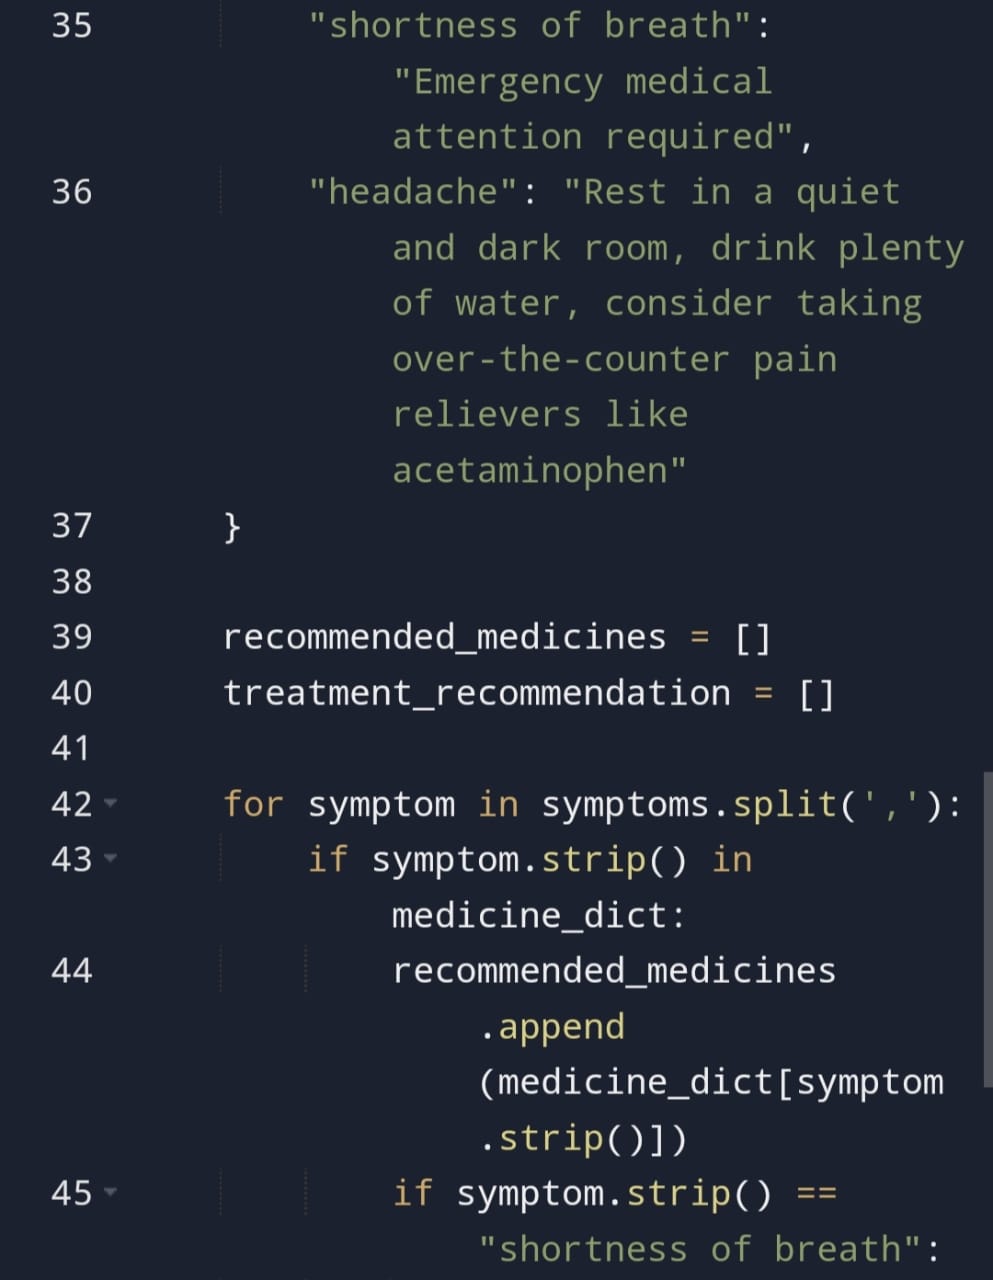 35 "shortness of breath":
"Emergency medical
attention required",
36 "headache": "Rest in a quiet
and dark room, drink plenty
of water, consider taking
over-the-counter pain
relievers like
acetaminophen"
37 }
38
39 recommended_medicines = []
40 treatment_recommendation = []
41
42 for symptom in symptoms.split(','):
43 if symptom.strip() in
medicine_dict:
44 recommended_medicines
.append
(medicine_dict[symptom
.strip()])
45 if symptom.strip() ==
"shortness of breath":